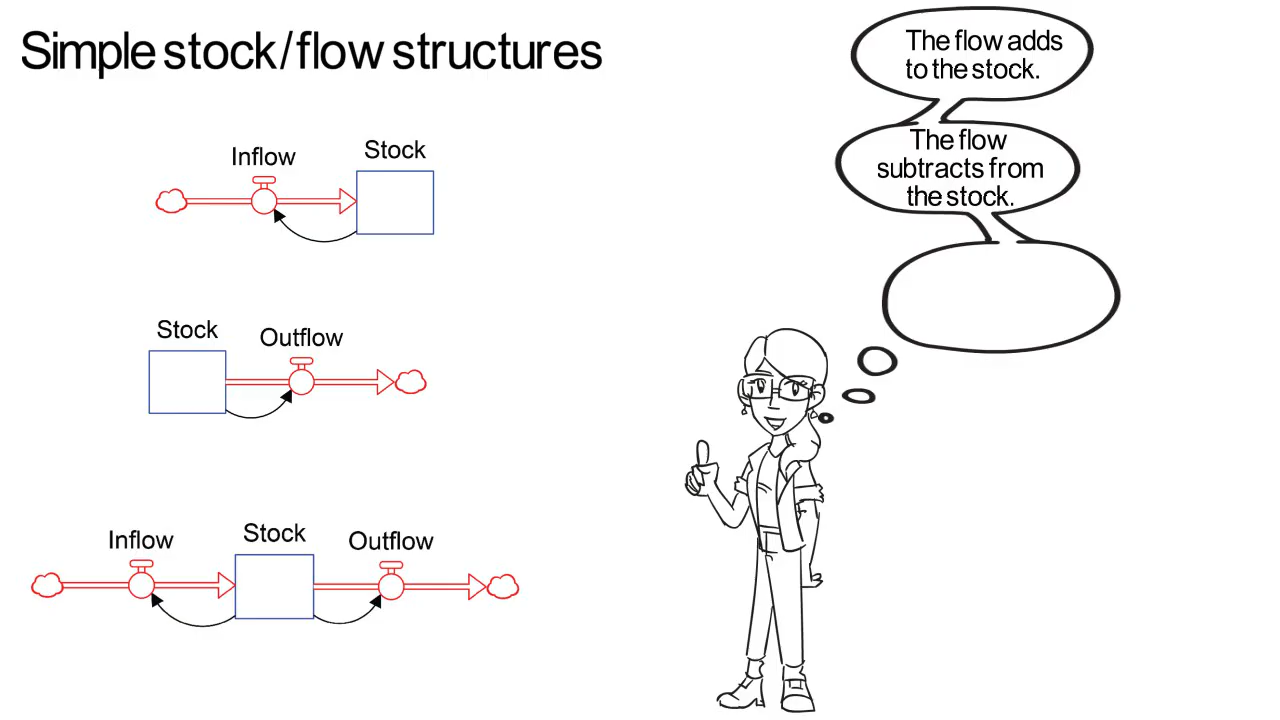 Simple stock/flow structures
The flow adds
to the stock.
The flow
subtracts from
the stock.
Inflow
Stock
Stock
Outflow
Inflow
Stock
Outflow